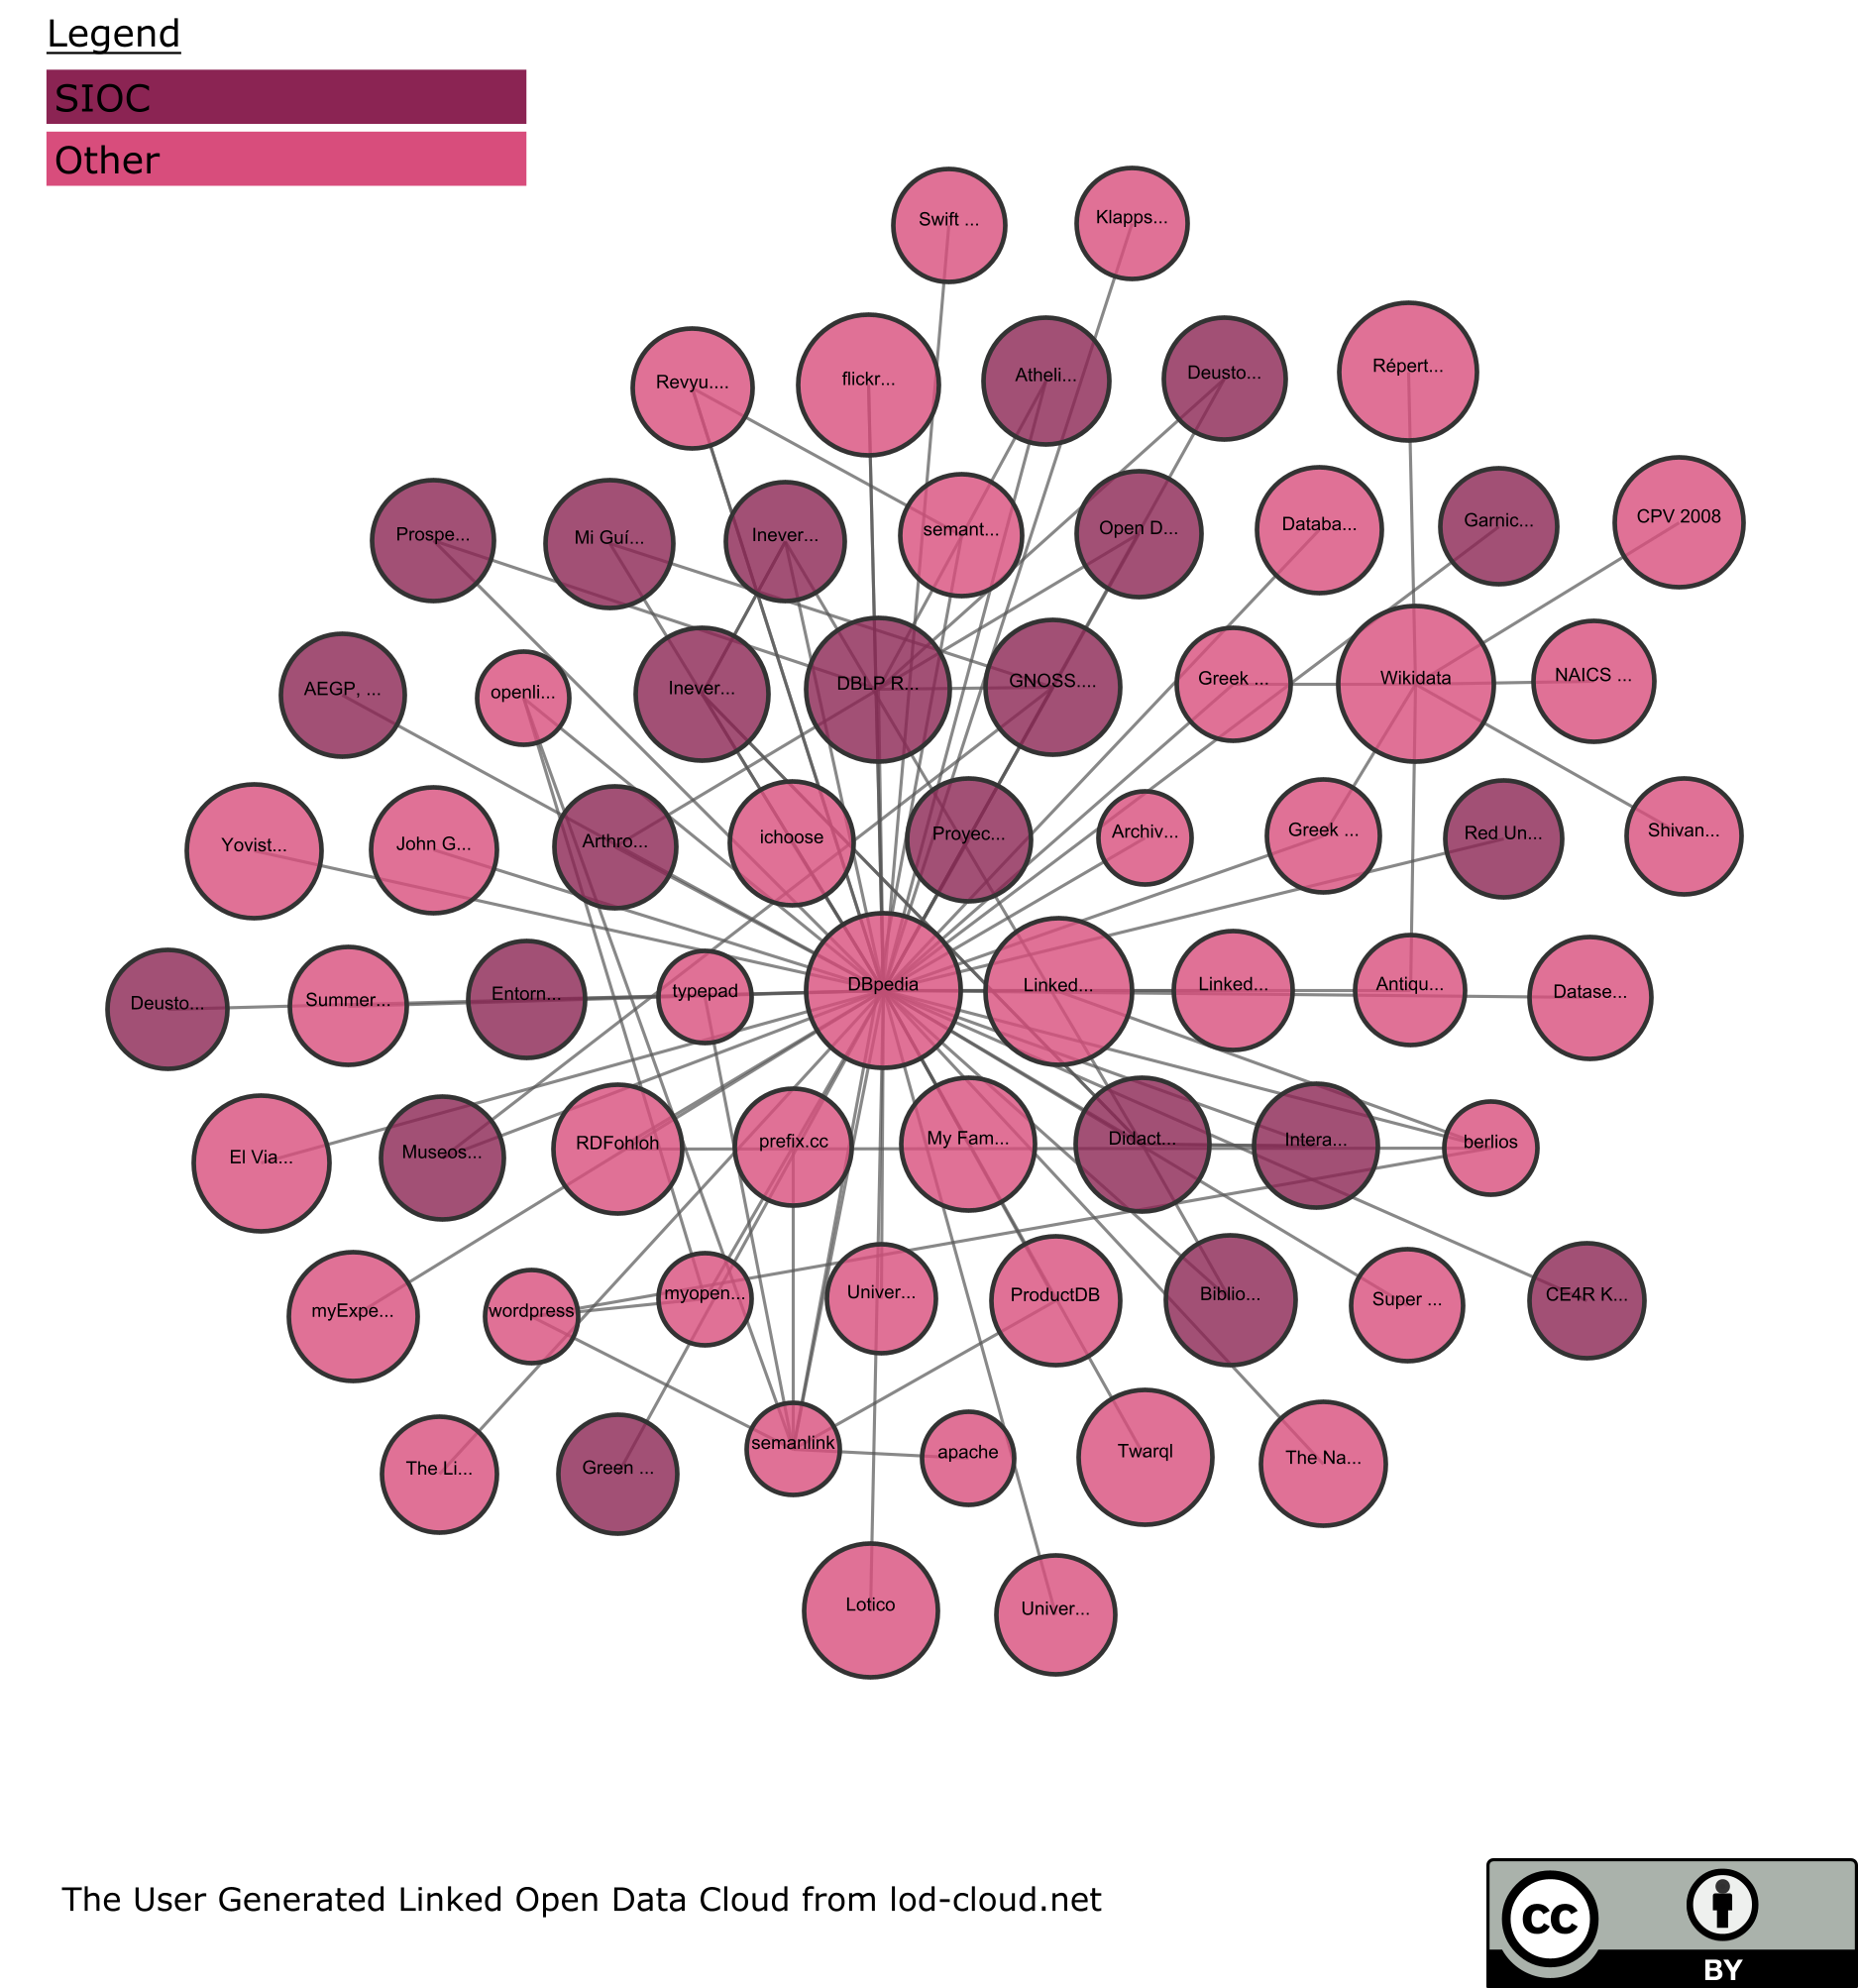 Legend
SIOC
Other
Swift ...
Klapps...
Revyu....
flickr...
Atheli...
Deusto...
Répert...
Prospe...
Mi Guí...
Inever...
semant...
Open D...
Databa...
Garnic...
CPV 2008
AEGP, ...
openli...
Inever...
DBLP R...
GNOSS....
Greek ...
Wikidata
NAICS ...
Yovist...
John G...
Arthro...
ichoose
Proyec...
Archiv...
Greek ...
Red Un...
Shivan...
Deusto...
Summer...
Entorn...
typepad
DBpedia
Linked...
Linked...
Antiqu...
Datase...
El Via...
Museos...
RDFohloh
prefix.cc
My Fam...
Didact...
Intera...
berlios
myExpe...
wordpress
myopen...
Univer...
ProductDB
Biblio...
Super ...
CE4R K...
The Li...
Green ...
semanlink
apache
Twarql
The Na...
Lotico
Univer...
The User Generated Linked Open Data Cloud from lod-cloud.net
cc
BY